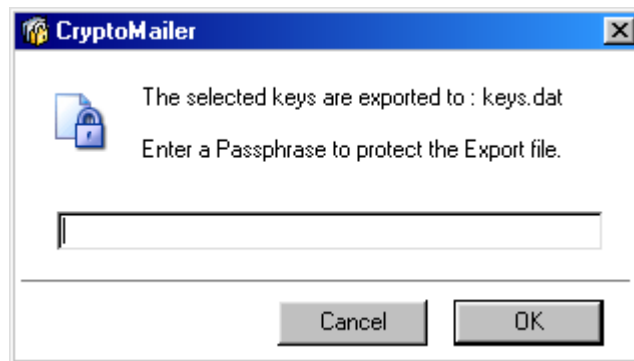 CryptoMailer
The selected keys are exported to : keys.dat
Enter a Passphrase to protect the Export file.
Cancel OK